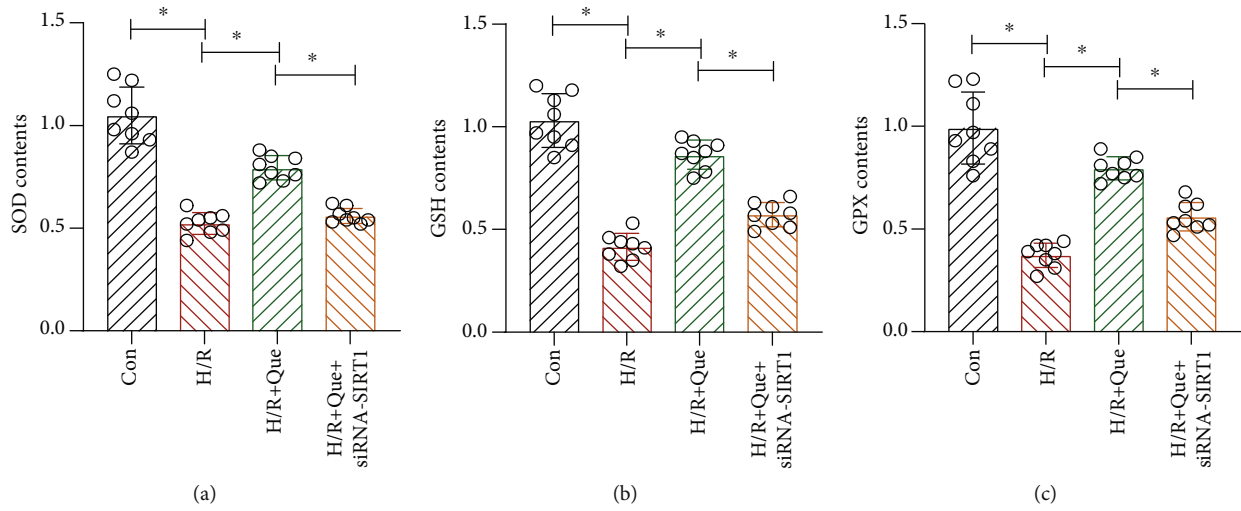 SOD contents
1.5
1.0
0.5
0.0
*
*
*
Con
H/R
H/R+Que
H/R+Que+
siRNA-SIRT1
(a)
GSH contents
1.5
1.0
0.5
0.0
*
*
*
Con
H/R
H/R+Que
H/R+Que+
siRNA-SIRT1
(b)
GPX contents
1.5
1.0
0.5
0.0
*
*
*
Con
H/R
H/R+Que
H/R+Que+
siRNA-SIRT1
(c)